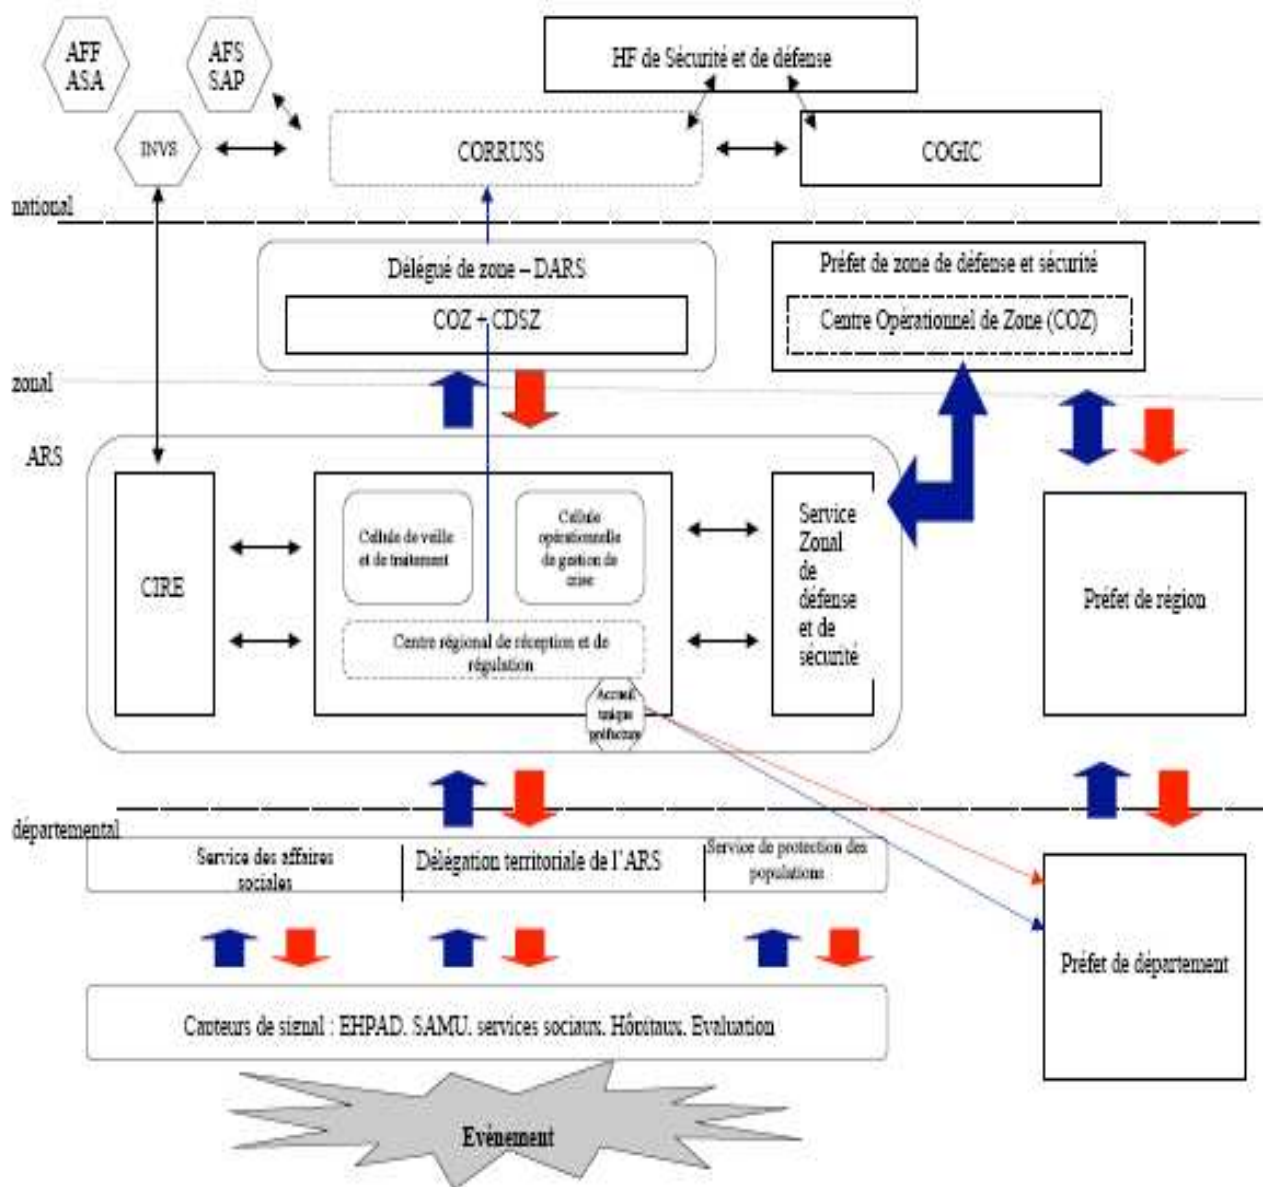 AFF
ASA
AFS
SAP
HF de Sécurité et de défense
INVS
CORRUSS
COGIC
national
Délégué de zone – DARS
COZ + CDSZ
Préfet de zone de défense et sécurité
Centre Opérationnel de Zone (COZ)
zonal
ARS
CIRE
Cellule de veille
et de traitement
Cellule
opérationnelle
de gestion de
crise
Centre régional de réception et de
régulation
Accueil
unique
préfecture
Service
Zonal
de
défense
et de
sécurité
Préfet de région
départemental
Service des affaires
sociales
Délégation territoriale de l'ARS
Service de protection des
populations
Capteurs de signal : EHPAD. SAMU. services sociaux. Hôpitaux. Evaluation
Préfet de département
Evénement